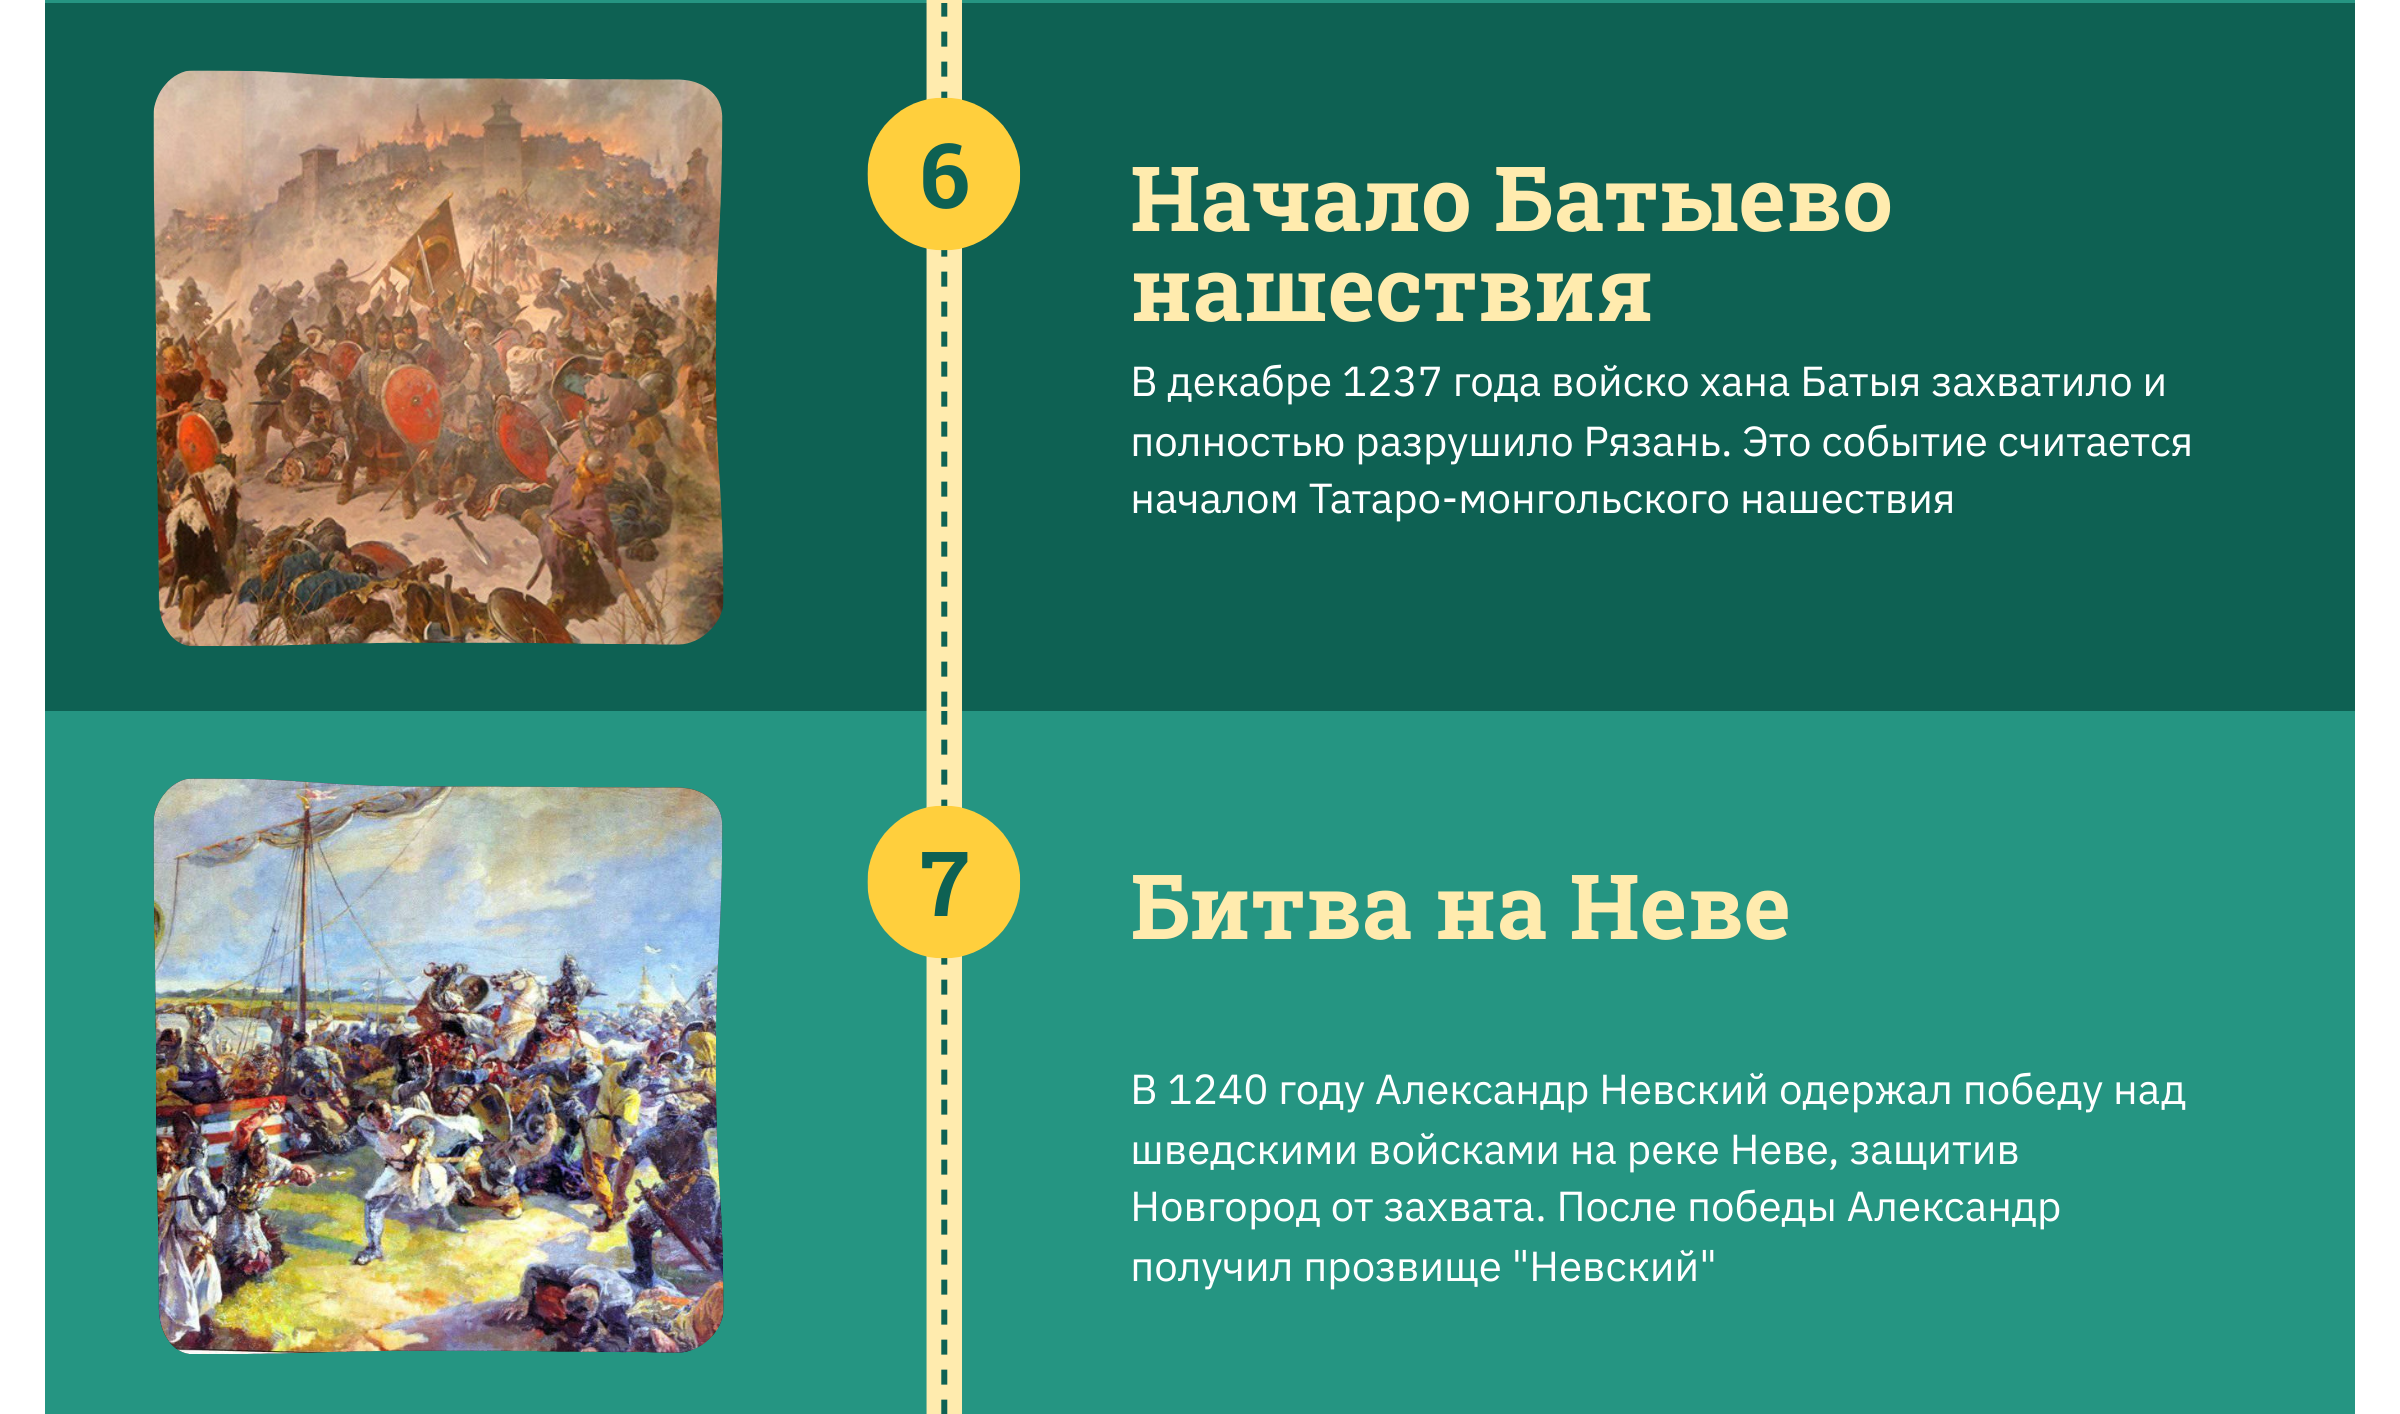 6
Начало Батыево
нашествия
В декабре 1237 года войско хана Батыя захватило и
полностью разрушило Рязань. Это событие считается
началом Татаро-монгольского нашествия
7
Битва на Неве
В 1240 году Александр Невский одержал победу над
шведскими войсками на реке Неве, защитив
Новгород от захвата. После победы Александр
получил прозвище "Невский"